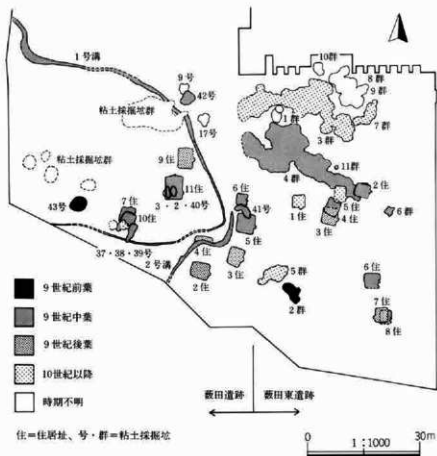 1号溝
9号
42号
粘土採掘址群
17号
粘土採掘址群
9住
11住
3・2・40号
43号
7住
10住
37・38・39号
6住
41号
5住
4住
2号溝
2住
3住
10群
8群
9群
7群
1群
3群
4群
11群
2住
5住
4住
1住
3住
6群
5群
2群
6住
7住
8住
9世紀前葉
9世紀中葉
9世紀後葉
10世紀以降
時期不明
住=住居址、号・群=粘土採掘址
薮田遺跡
薮田東遺跡
0
30m
1:1000